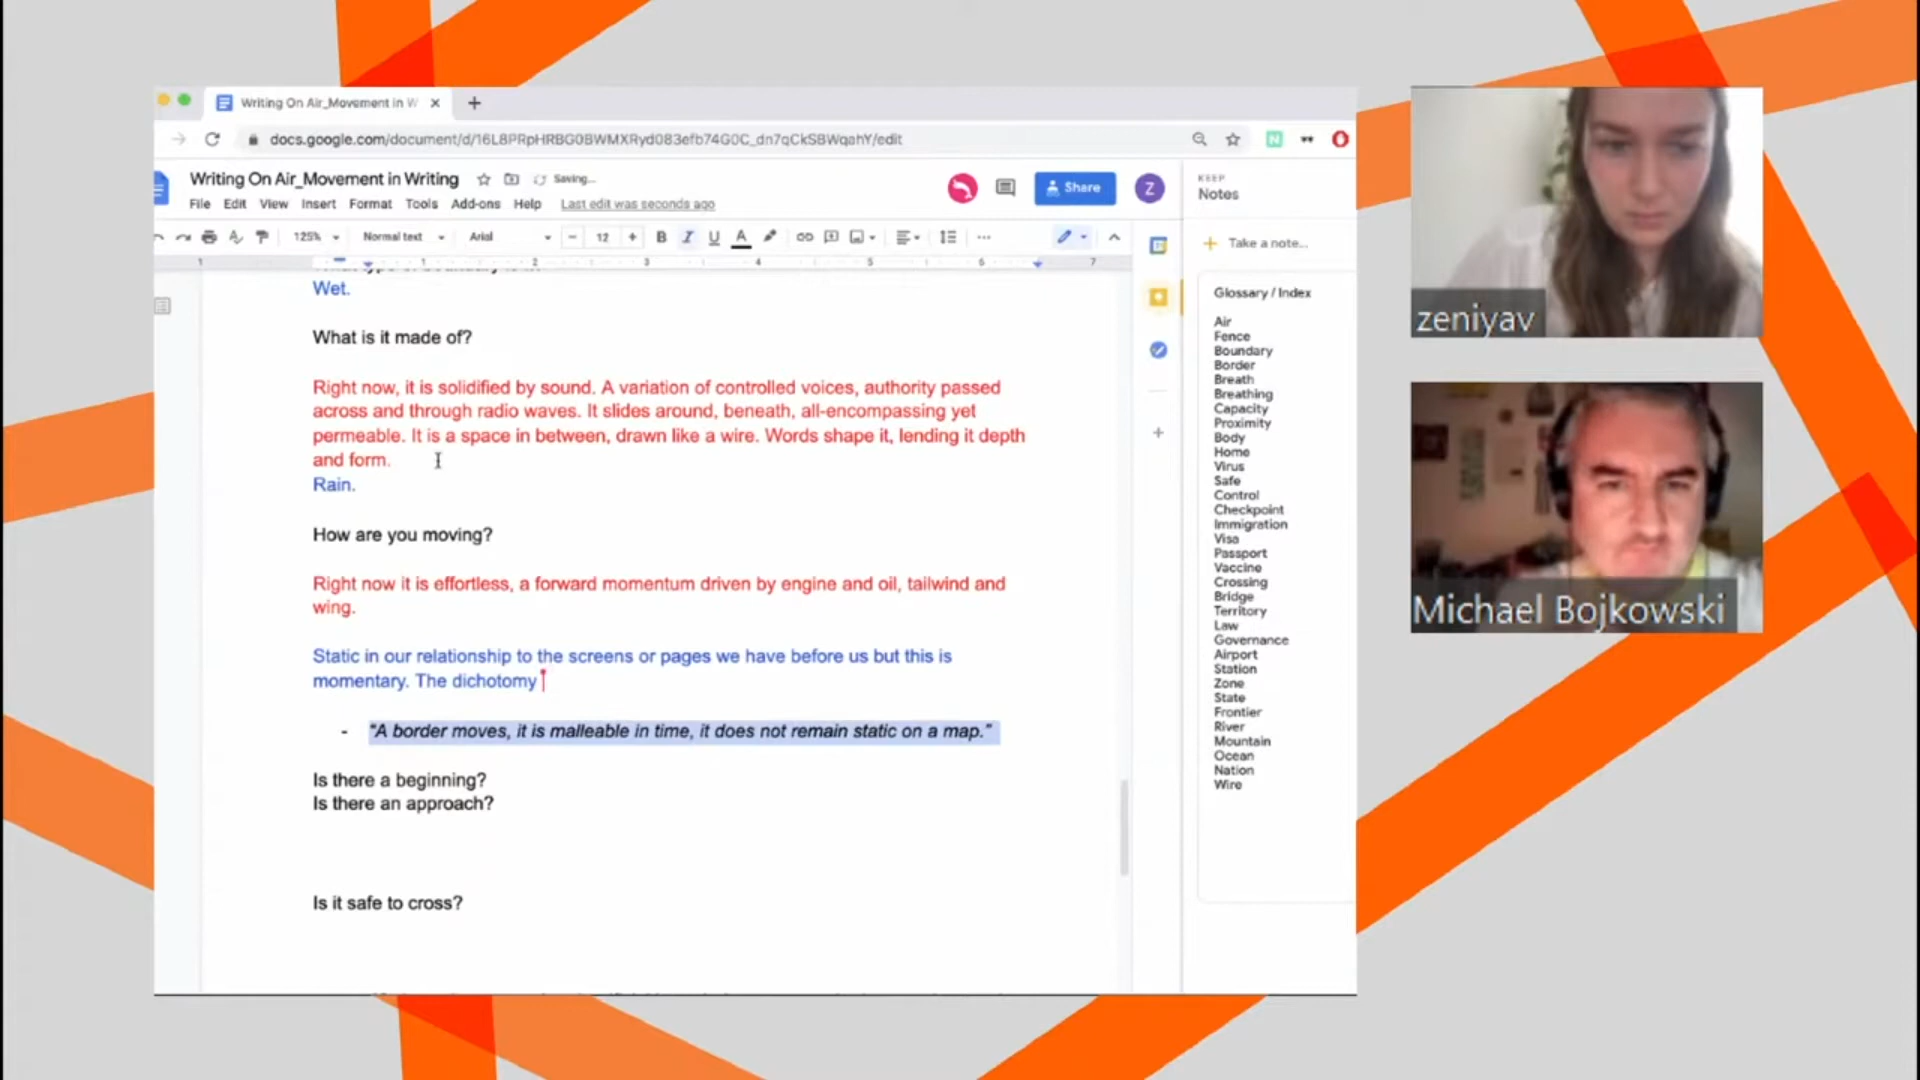 Writing On Air_Movement in W
docs.google.com/document/d/16L8PRpHRBG0BWMXRyd083efb74G0C_dn7qCkSBWqahY/edit
Writing On Air_Movement in Writing
Saving...
Share
Z
KEEP
Notes
File Edit View Insert Format Tools Add-ons Help Last edit was seconds ago
125% Normal text Arial 12 B I U A
Take a note...
1 1 2 3 4 5 6 7
Wet.
What is it made of?
Right now, it is solidified by sound. A variation of controlled voices, authority passed
across and through radio waves. It slides around, beneath, all-encompassing yet
permeable. It is a space in between, drawn like a wire. Words shape it, lending it depth
and form.
Rain.
How are you moving?
Right now it is effortless, a forward momentum driven by engine and oil, tailwind and
wing.
Static in our relationship to the screens or pages we have before us but this is
momentary. The dichotomy
- "A border moves, it is malleable in time, it does not remain static on a map."
Is there a beginning?
Is there an approach?
Is it safe to cross?
Glossary / Index
Air
Fence
Boundary
Border
Breath
Breathing
Capacity
Proximity
Body
Home
Virus
Safe
Control
Checkpoint
Immigration
Visa
Passport
Vaccine
Crossing
Bridge
Territory
Law
Governance
Airport
Station
Zone
State
Frontier
River
Mountain
Ocean
Nation
Wire
zeniyav
Michael Bojkowski